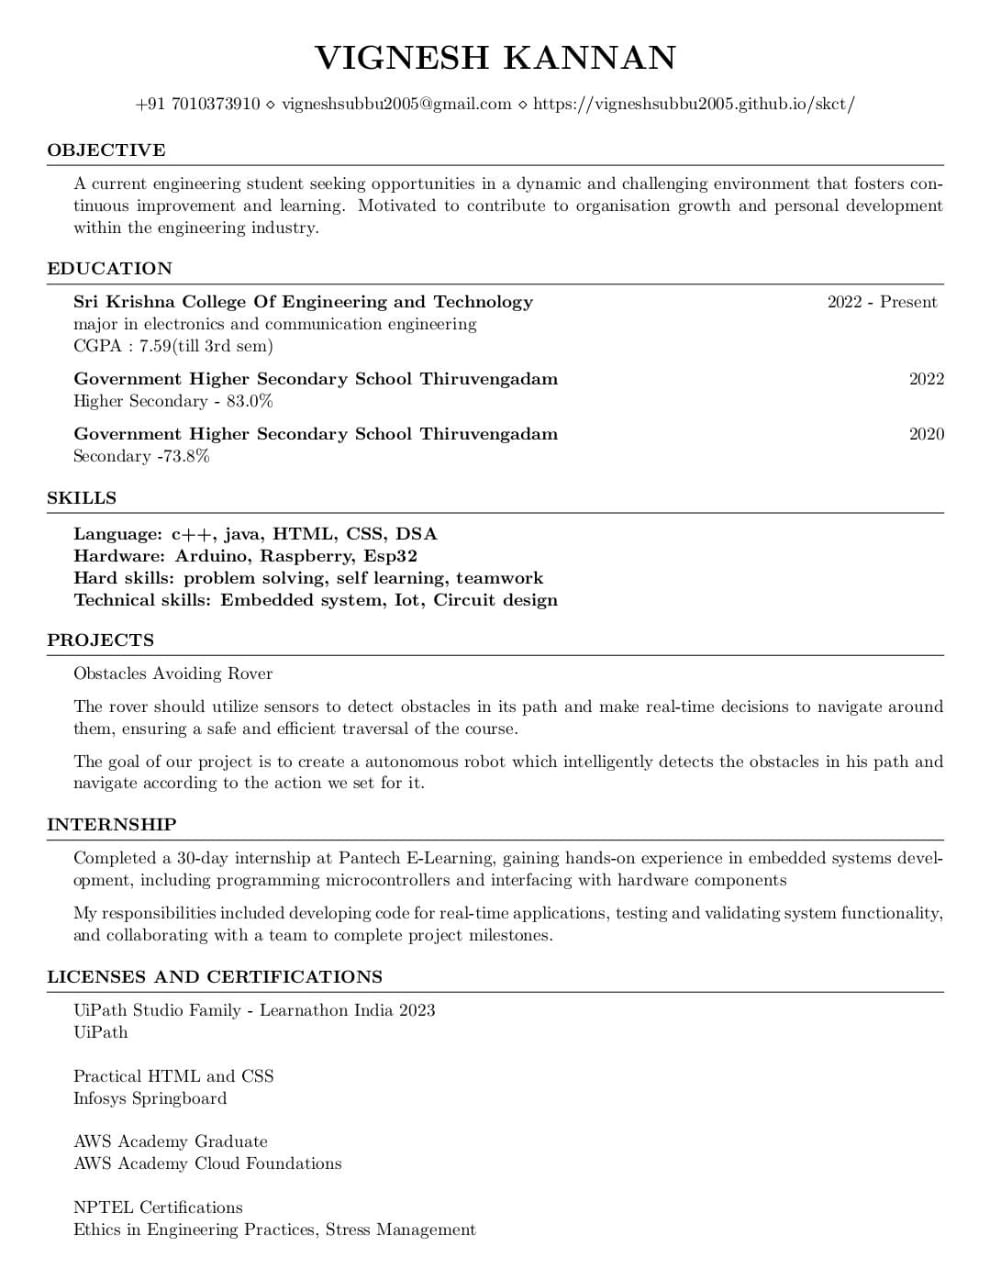 VIGNESH KANNAN
+91 7010373910 ⋄ vigneshsubbu2005@gmail.com ⋄ https://vigneshsubbu2005.github.io/skct/
OBJECTIVE
A current engineering student seeking opportunities in a dynamic and challenging environment that fosters con-
tinuous improvement and learning. Motivated to contribute to organisation growth and personal development
within the engineering industry.
EDUCATION
Sri Krishna College Of Engineering and Technology 2022 - Present
major in electronics and communication engineering
CGPA : 7.59(till 3rd sem)
Government Higher Secondary School Thiruvengadam 2022
Higher Secondary - 83.0%
Government Higher Secondary School Thiruvengadam 2020
Secondary -73.8%
SKILLS
Language: c++, java, HTML, CSS, DSA
Hardware: Arduino, Raspberry, Esp32
Hard skills: problem solving, self learning, teamwork
Technical skills: Embedded system, Iot, Circuit design
PROJECTS
Obstacles Avoiding Rover
The rover should utilize sensors to detect obstacles in its path and make real-time decisions to navigate around
them, ensuring a safe and efficient traversal of the course.
The goal of our project is to create a autonomous robot which intelligently detects the obstacles in his path and
navigate according to the action we set for it.
INTERNSHIP
Completed a 30-day internship at Pantech E-Learning, gaining hands-on experience in embedded systems devel-
opment, including programming microcontrollers and interfacing with hardware components
My responsibilities included developing code for real-time applications, testing and validating system functionality,
and collaborating with a team to complete project milestones.
LICENSES AND CERTIFICATIONS
UiPath Studio Family - Learnathon India 2023
UiPath
Practical HTML and CSS
Infosys Springboard
AWS Academy Graduate
AWS Academy Cloud Foundations
NPTEL Certifications
Ethics in Engineering Practices, Stress Management